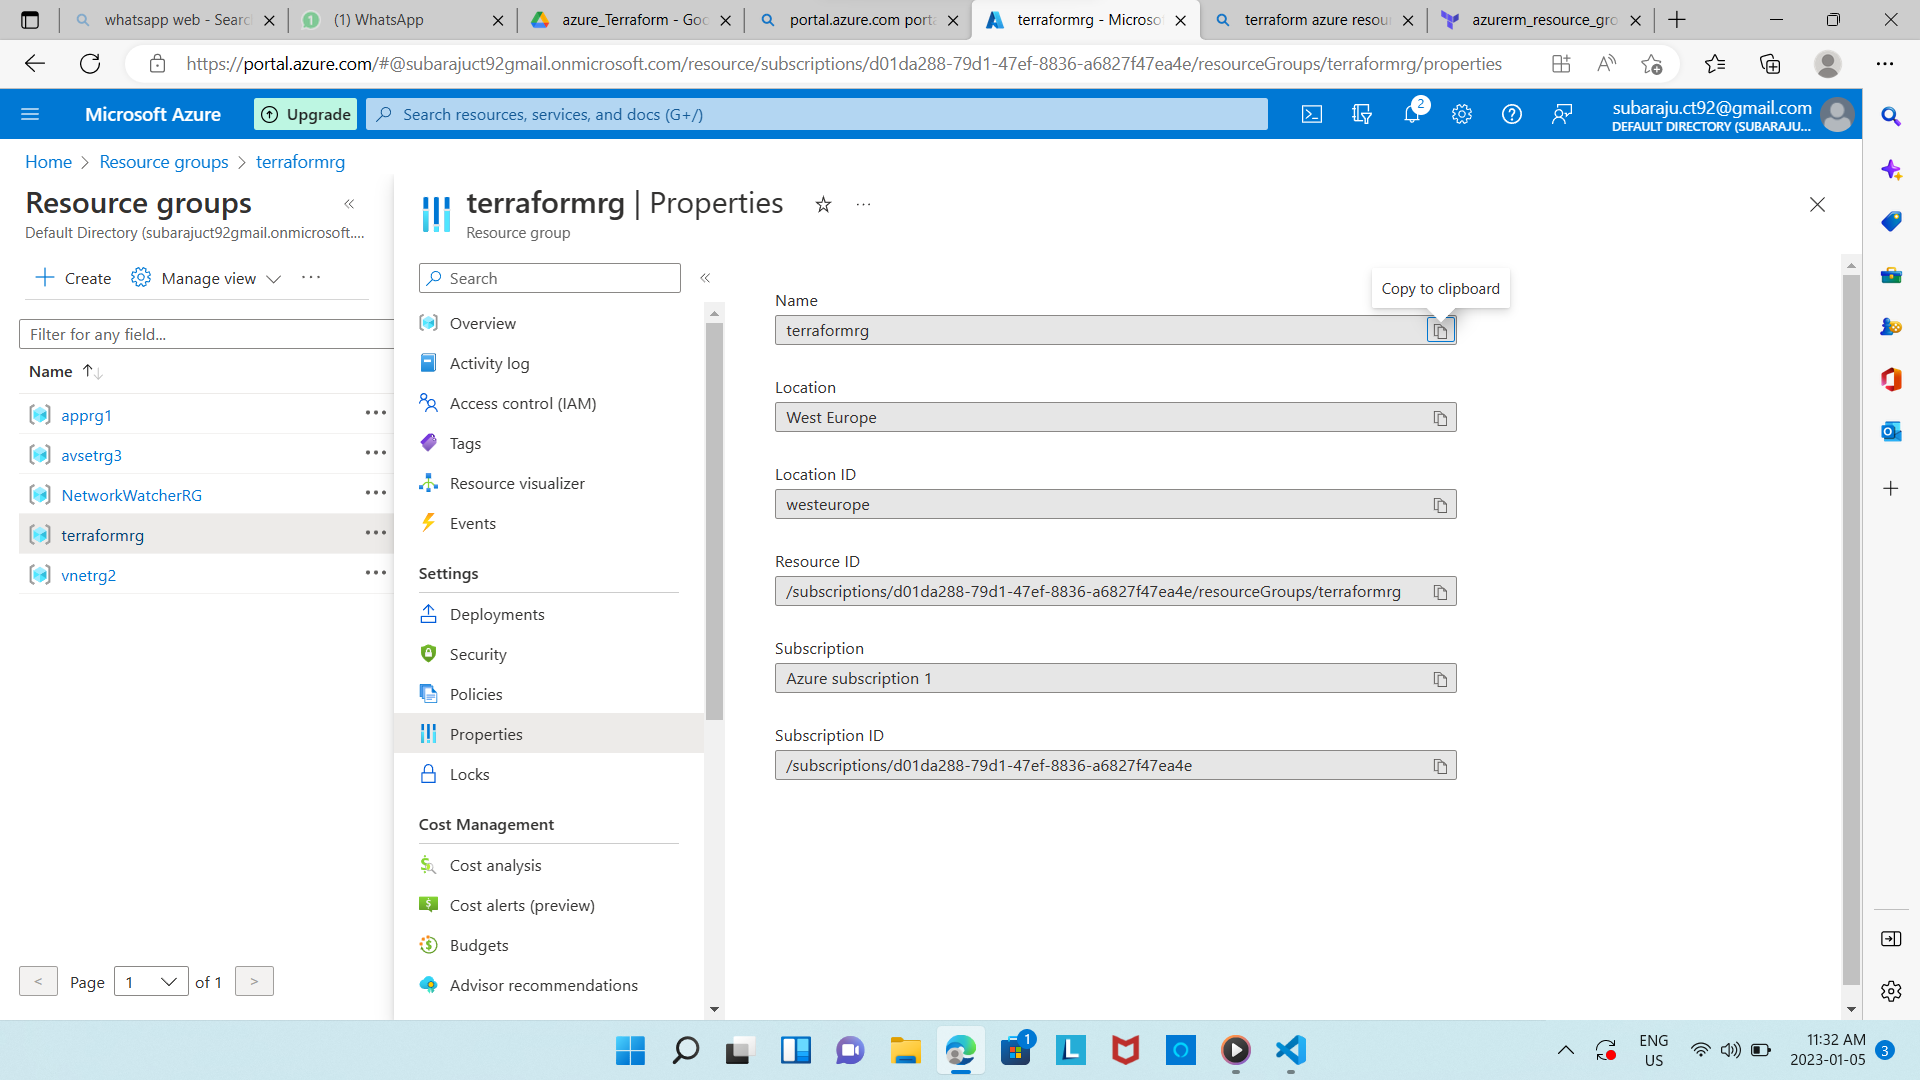 whatsapp web - Searc
(1) WhatsApp
azure_Terraform - Goo
portal.azure.com porta
terraformrg - Microso
terraform azure resour
azurerm_resource_gro
https://portal.azure.com/#@subarajuct92gmail.onmicrosoft.com/resource/subscriptions/d01da288-79d1-47ef-8836-a6827f47ea4e/resourceGroups/terraformrg/properties
Microsoft Azure
Upgrade
Search resources, services, and docs (G+/)
2
subaraju.ct92@gmail.com
DEFAULT DIRECTORY (SUBARAJU...
Home > Resource groups > terraformrg
Resource groups
Default Directory (subarajuct92gmail.onmicrosoft....
Create
Manage view
Filter for any field...
Name
apprg1
avsetrg3
NetworkWatcherRG
terraformrg
vnetrg2
< Page 1 of 1 >
terraformrg | Properties
Resource group
Search
Overview
Activity log
Access control (IAM)
Tags
Resource visualizer
Events
Settings
Deployments
Security
Policies
Properties
Locks
Cost Management
Cost analysis
Cost alerts (preview)
Budgets
Advisor recommendations
Copy to clipboard
Name
terraformrg
Location
West Europe
Location ID
westeurope
Resource ID
/subscriptions/d01da288-79d1-47ef-8836-a6827f47ea4e/resourceGroups/terraformrg
Subscription
Azure subscription 1
Subscription ID
/subscriptions/d01da288-79d1-47ef-8836-a6827f47ea4e
1
ENG
US
11:32 AM
2023-01-05
3